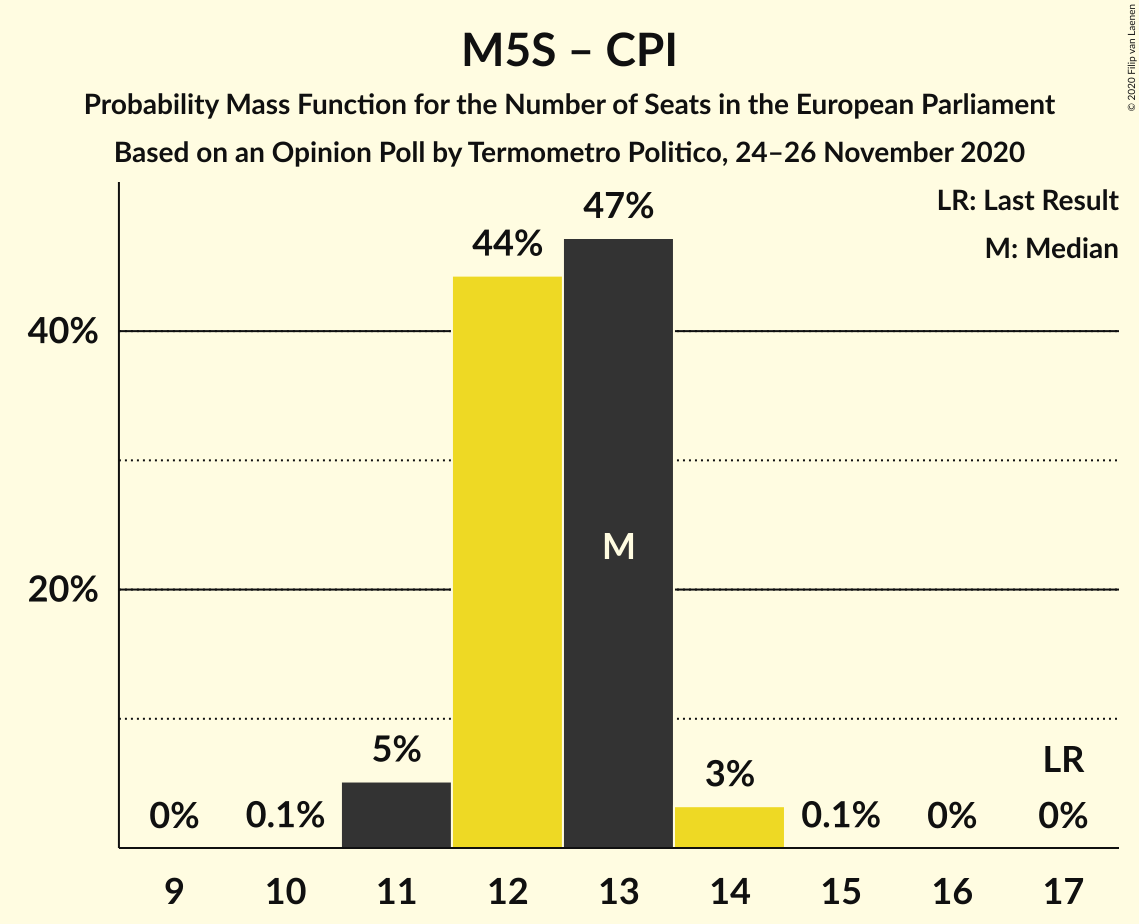 M5S – CPI
Probability Mass Function for the Number of Seats in the European Parliament
Based on an Opinion Poll by Termometro Politico, 24–26 November 2020
© 2020 Filip van Laenen
LR: Last Result
M: Median
47%
44%
40%
M
20%
5%
3%
LR
0%
0.1%
0.1%
0%
0%
9 10 11 12 13 14 15 16 17